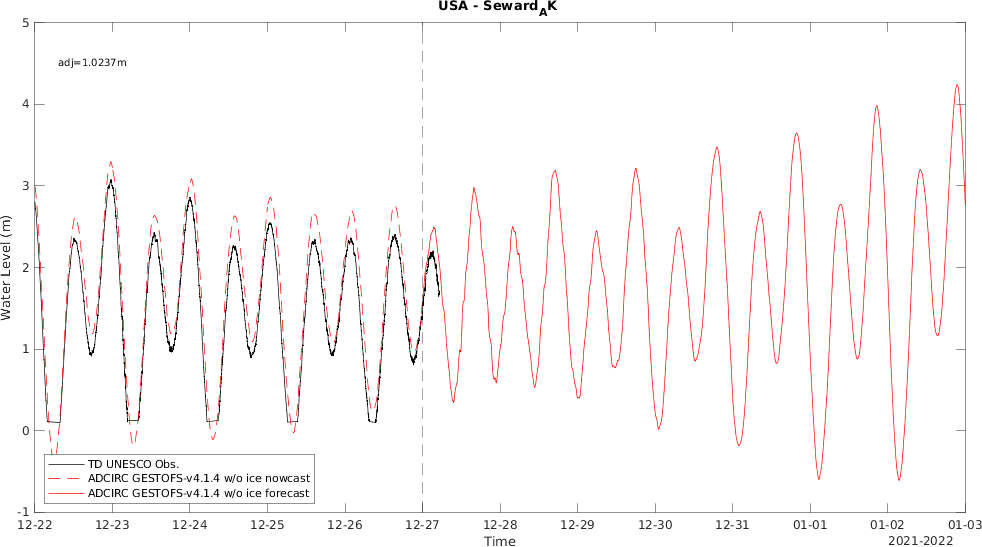 USA - Seward_AK
5
adj=1.0237m
4
3
2
1
0
-1
Water Level (m)
TD UNESCO Obs.
ADCIRC GESTOFS-v4.1.4 w/o ice nowcast
ADCIRC GESTOFS-v4.1.4 w/o ice forecast
12-22 12-23 12-24 12-25 12-26 12-27 12-28 12-29 12-30 12-31 01-01 01-02 01-03
Time
2021-2022